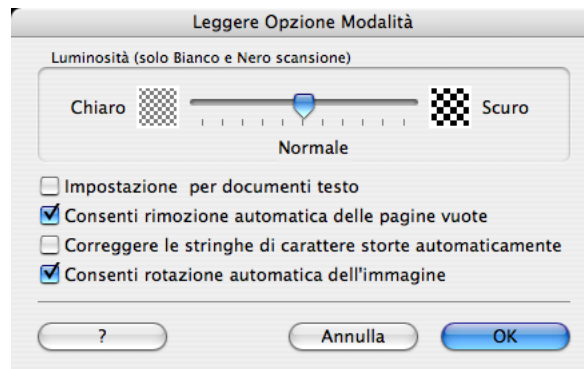 Leggere Opzione Modalità
Luminosità (solo Bianco e Nero scansione)
Chiaro Scuro
Normale
Impostazione per documenti testo
Consenti rimozione automatica delle pagine vuote
Correggere le stringhe di carattere storte automaticamente
Consenti rotazione automatica dell'immagine
? Annulla OK